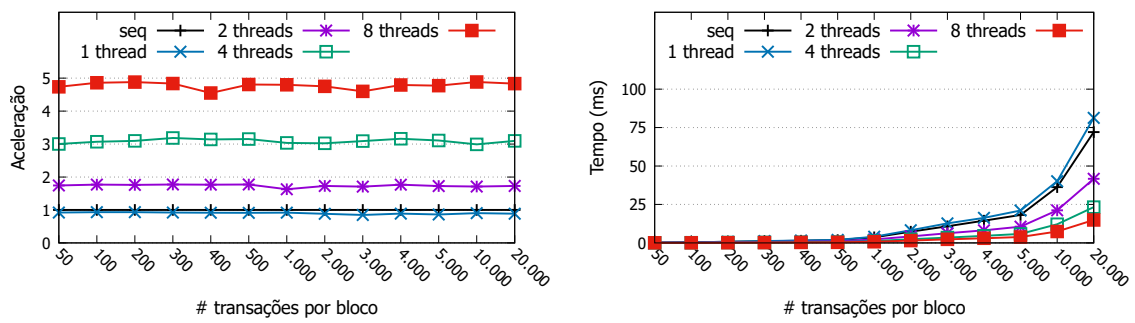 seq 2 threads 8 threads
1 thread 4 threads
Aceleração
5
4
3
2
1
0
50 100 200 300 400 500 1.000 2.000 3.000 4.000 5.000 10.000 20.000
# transações por bloco
seq 2 threads 8 threads
1 thread 4 threads
Tempo (ms)
100
75
50
25
0
50 100 200 300 400 500 1.000 2.000 3.000 4.000 5.000 10.000 20.000
# transações por bloco